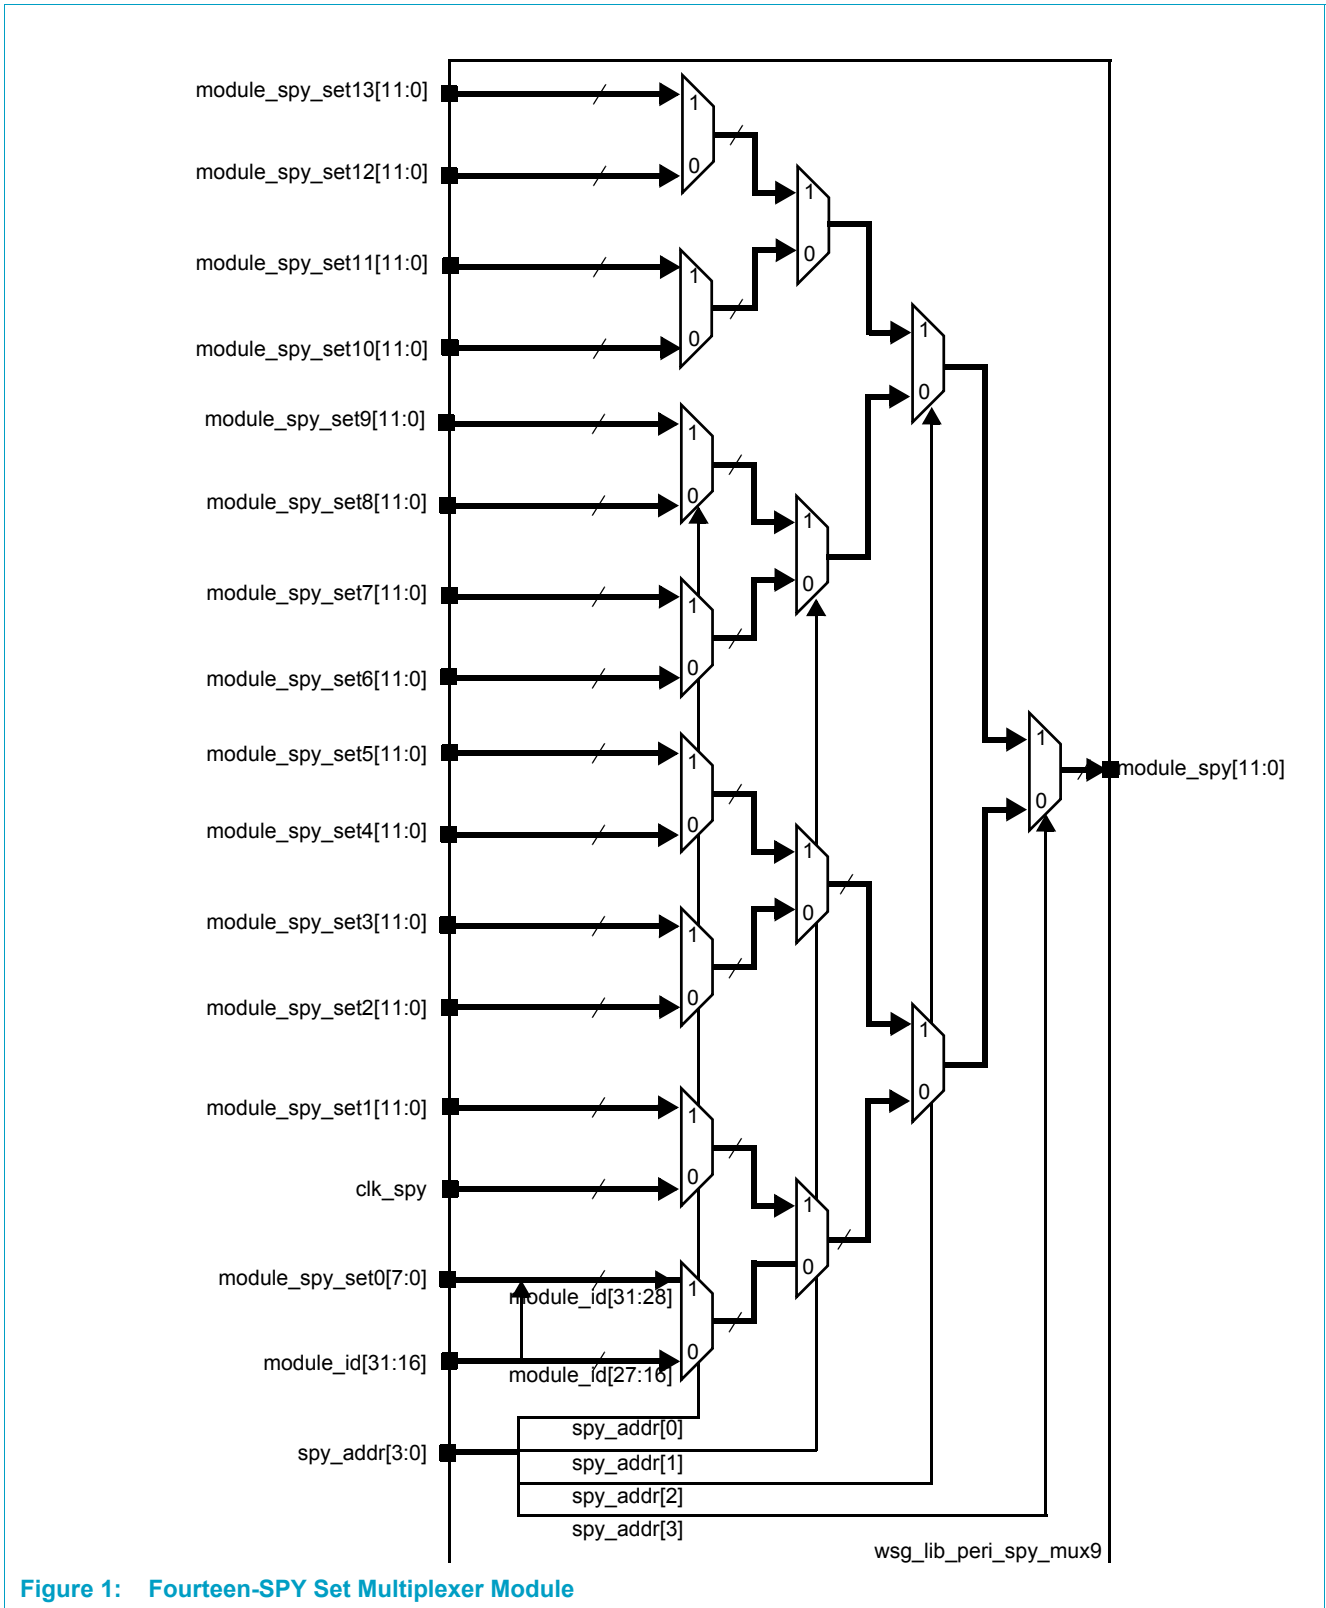 module_spy_set13[11:0]
1
module_spy_set12[11:0]
0
1
module_spy_set11[11:0]
1
0
module_spy_set10[11:0]
0
1
module_spy_set9[11:0]
1
0
module_spy_set8[11:0]
0
1
module_spy_set7[11:0]
1
0
module_spy_set6[11:0]
0
module_spy_set5[11:0]
1
1
module_spy[11:0]
0
module_spy_set4[11:0]
0
1
module_spy_set3[11:0]
1
0
module_spy_set2[11:0]
0
1
module_spy_set1[11:0]
1
0
clk_spy
0
1
module_spy_set0[7:0]
1
0
module_id[31:28]
module_id[31:16]
0
module_id[27:16]
spy_addr[3:0]
spy_addr[0]
spy_addr[1]
spy_addr[2]
spy_addr[3]
wsg_lib_peri_spy_mux9
Figure 1: Fourteen-SPY Set Multiplexer Module